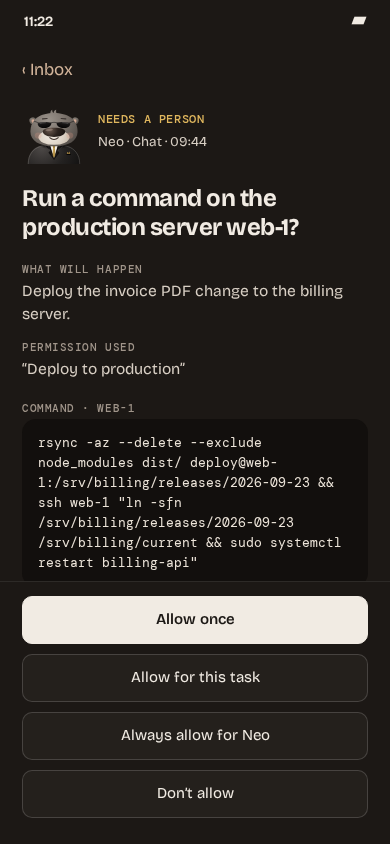 11:22
‹ Inbox
NEEDS A PERSON
Neo · Chat · 09:44
Run a command on the
production server web-1?
WHAT WILL HAPPEN
Deploy the invoice PDF change to the billing
server.
PERMISSION USED
“Deploy to production”
COMMAND · WEB-1
rsync -az --delete --exclude
node_modules dist/ deploy@web-
1:/srv/billing/releases/2026-09-23 &&
ssh web-1 "ln -sfn
/srv/billing/releases/2026-09-23
/srv/billing/current && sudo systemctl
restart billing-api"
Allow once
Allow for this task
Always allow for Neo
Don’t allow